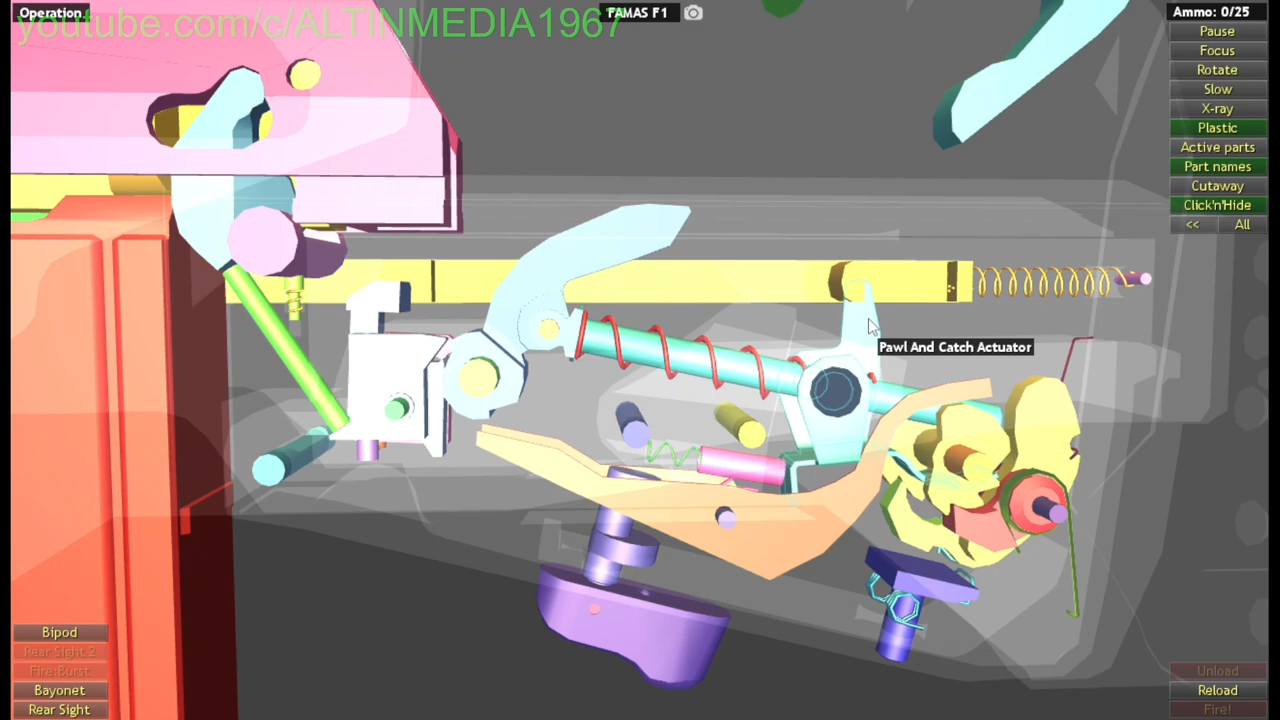 Operation
youtube.com/c/ALTINMEDIA1967
FAMAS F1
Ammo: 0/25
Pause
Focus
Rotate
Slow
X-ray
Plastic
Active parts
Part names
Cutaway
Click'n'Hide
<< All
Pawl And Catch Actuator
Bipod
Rear Sight 2
Fire:Burst
Bayonet
Rear Sight
Unload
Reload
Fire!